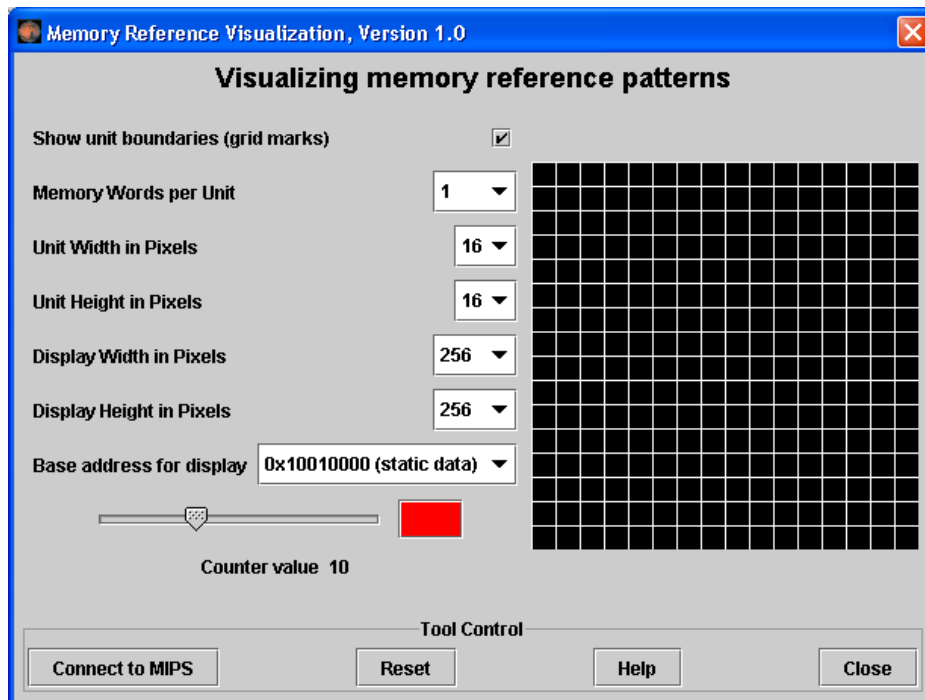 Memory Reference Visualization, Version 1.0
Visualizing memory reference patterns
Show unit boundaries (grid marks)
Memory Words per Unit 1
Unit Width in Pixels 16
Unit Height in Pixels 16
Display Width in Pixels 256
Display Height in Pixels 256
Base address for display 0x10010000 (static data)
Counter value 10
Tool Control
Connect to MIPS Reset Help Close